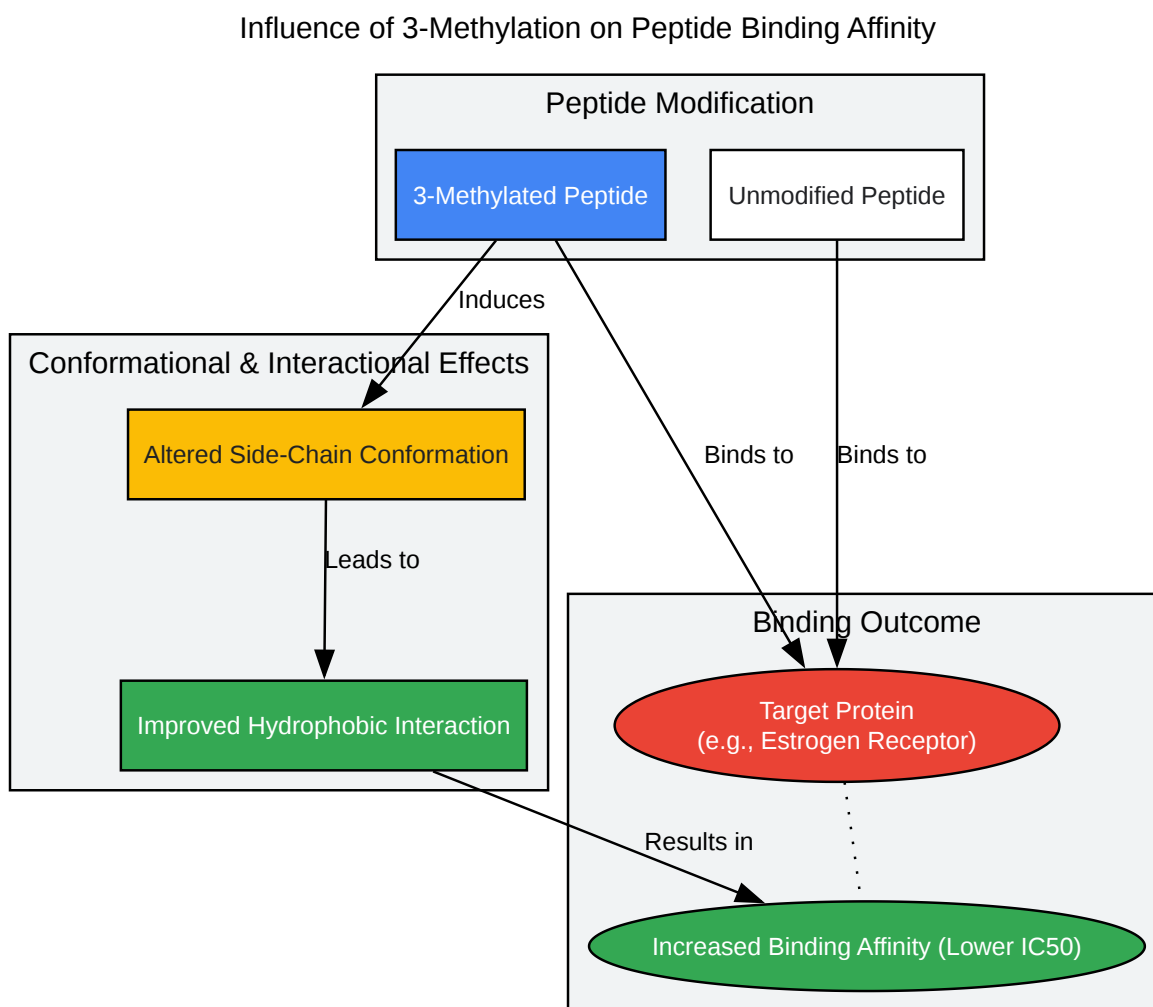 Influence of 3-Methylation on Peptide Binding Affinity
Peptide Modification
3-Methylated Peptide
Unmodified Peptide
Induces
Conformational & Interactional Effects
Altered Side-Chain Conformation
Binds to
Binds to
Leads to
Binding Outcome
Improved Hydrophobic Interaction
Target Protein
(e.g., Estrogen Receptor)
Results in
Increased Binding Affinity (Lower IC50)